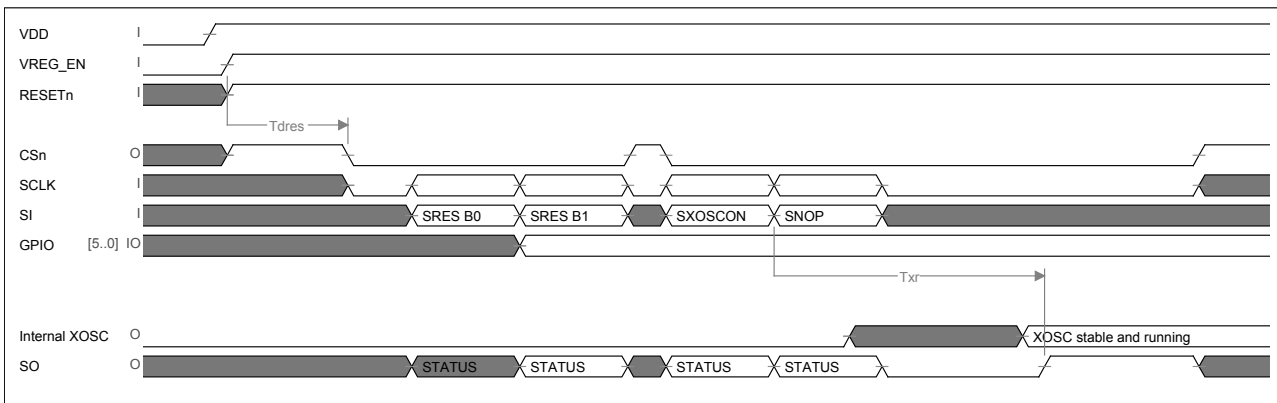 VDD I
VREG_EN I
RESETn I
Tdres
CSn O
SCLK I
SI I SRES B0 SRES B1 SXOSCON SNOP
GPIO [5..0] IO
Txr
Internal XOSC O XOSC stable and running
SO O STATUS STATUS STATUS STATUS